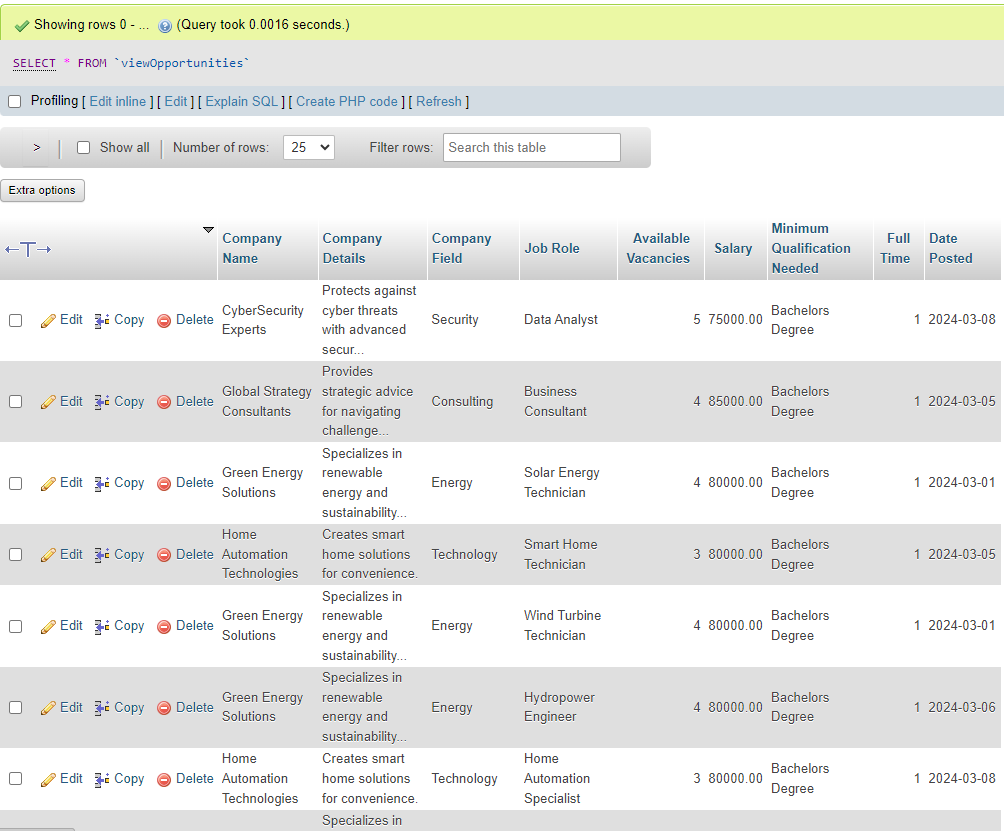 Showing rows 0 - ... (Query took 0.0016 seconds.)
SELECT * FROM `viewOpportunities`
Profiling [ Edit inline ] [ Edit ] [ Explain SQL ] [ Create PHP code ] [ Refresh ]
> | Show all | Number of rows: 25 Filter rows: Search this table
Extra options
←T→ Company Name Company Details Company Field Job Role Available Vacancies Salary Minimum Qualification Needed Full Time Date Posted
Edit Copy Delete CyberSecurity Experts Protects against cyber threats with advanced secur... Security Data Analyst 5 75000.00 Bachelors Degree 1 2024-03-08
Edit Copy Delete Global Strategy Consultants Provides strategic advice for navigating challenge... Consulting Business Consultant 4 85000.00 Bachelors Degree 1 2024-03-05
Edit Copy Delete Green Energy Solutions Specializes in renewable energy and sustainability... Energy Solar Energy Technician 4 80000.00 Bachelors Degree 1 2024-03-01
Edit Copy Delete Home Automation Technologies Creates smart home solutions for convenience. Technology Smart Home Technician 3 80000.00 Bachelors Degree 1 2024-03-05
Edit Copy Delete Green Energy Solutions Specializes in renewable energy and sustainability... Energy Wind Turbine Technician 4 80000.00 Bachelors Degree 1 2024-03-01
Edit Copy Delete Green Energy Solutions Specializes in renewable energy and sustainability... Energy Hydropower Engineer 4 80000.00 Bachelors Degree 1 2024-03-06
Edit Copy Delete Home Automation Technologies Creates smart home solutions for convenience. Technology Home Automation Specialist 3 80000.00 Bachelors Degree 1 2024-03-08
Specializes in